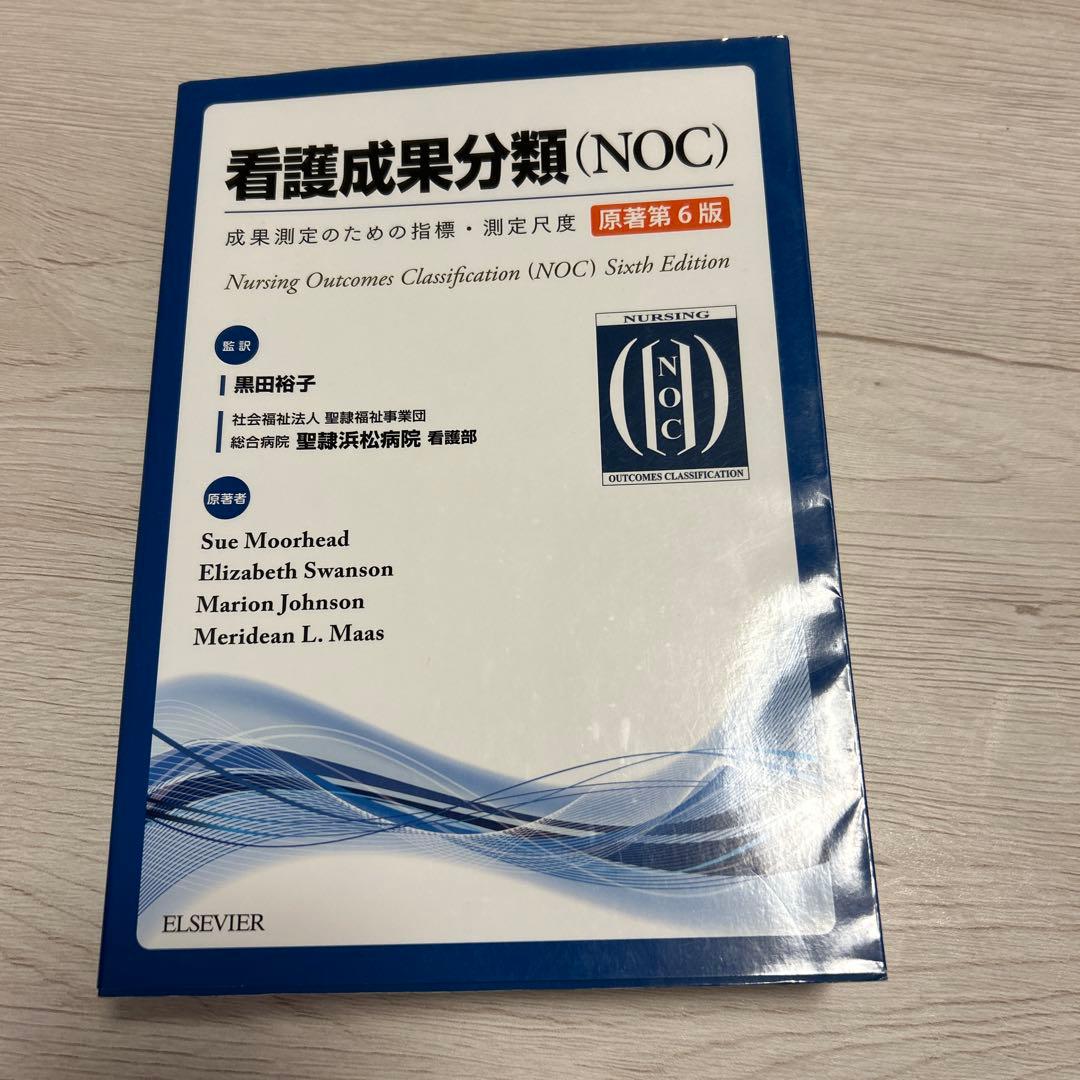 看護成果分類(NOC)
成果測定のための指標・測定尺度 原著第6版
Nursing Outcomes Classification (NOC) Sixth Edition
監訳
黒田裕子
社会福祉法人 聖隷福祉事業団
総合病院 聖隷浜松病院 看護部
NURSING
NOC
OUTCOMES CLASSIFICATION
原著者
Sue Moorhead
Elizabeth Swanson
Marion Johnson
Meridean L. Maas
ELSEVIER